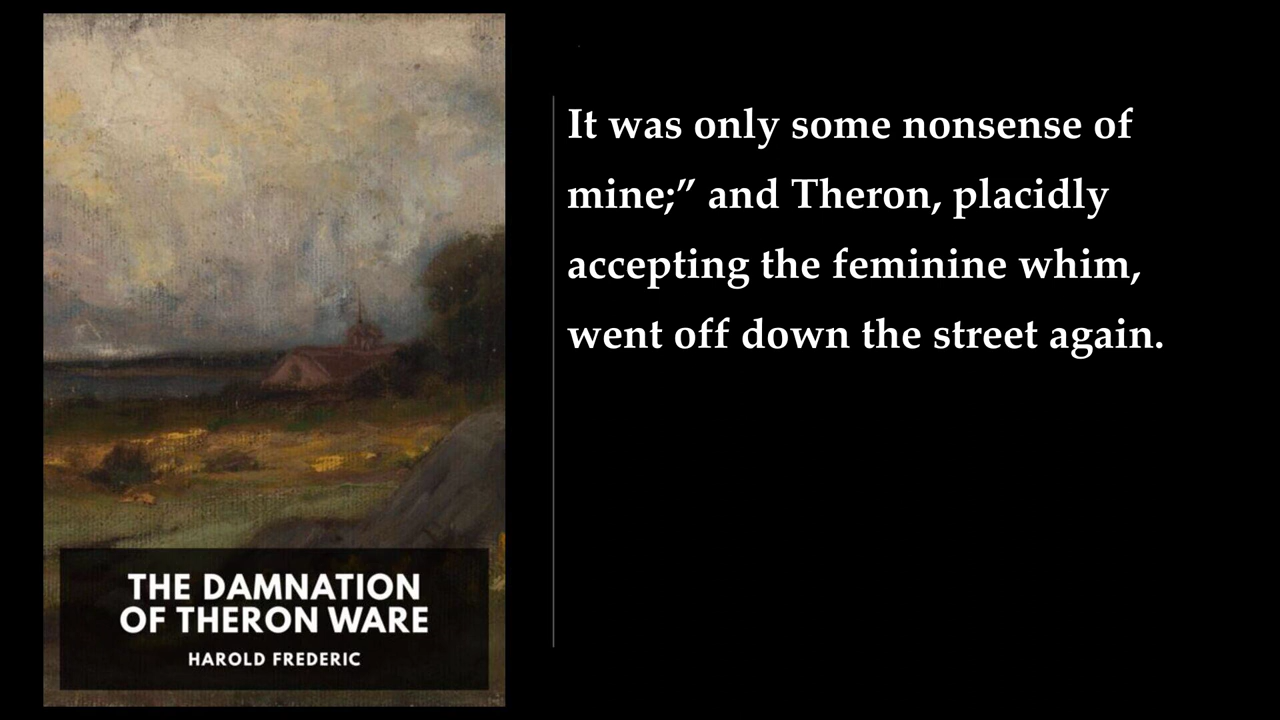 It was only some nonsense of
mine;” and Theron, placidly
accepting the feminine whim,
went off down the street again.
THE DAMNATION
OF THERON WARE
HAROLD FREDERIC